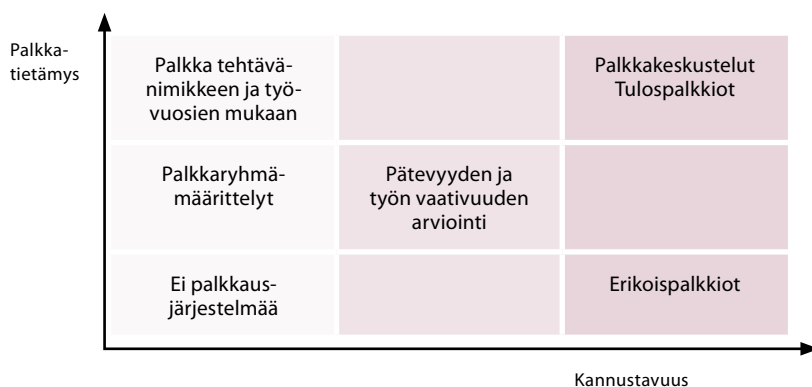 Palkka-
tietämys
Palkka tehtävä-
nimikkeen ja työ-
vuosien mukaan
Palkkakeskustelut
Tulospalkkiot
Palkkaryhmä-
määrittelyt
Pätevyyden ja
työn vaativuuden
arviointi
Ei palkkaus-
järjestelmää
Erikoispalkkiot
Kannustavuus